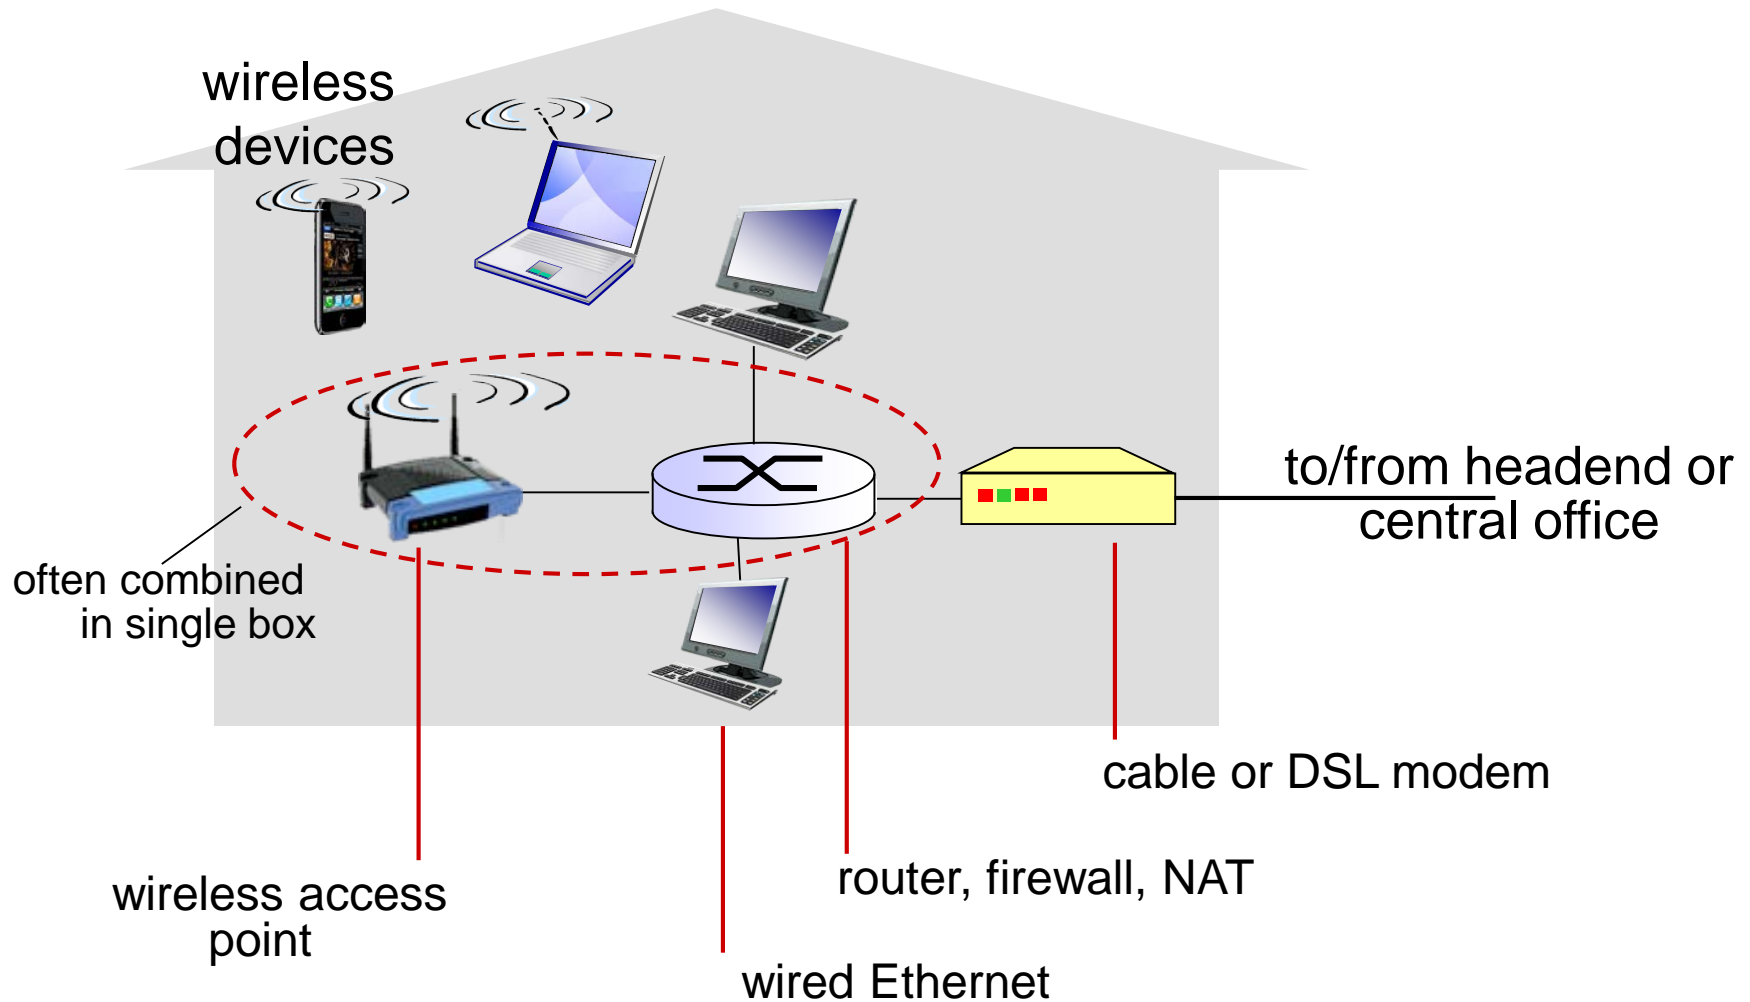 wireless
devices
to/from headend or
central office
often combined
in single box
cable or DSL modem
router, firewall, NAT
wireless access
point
wired Ethernet